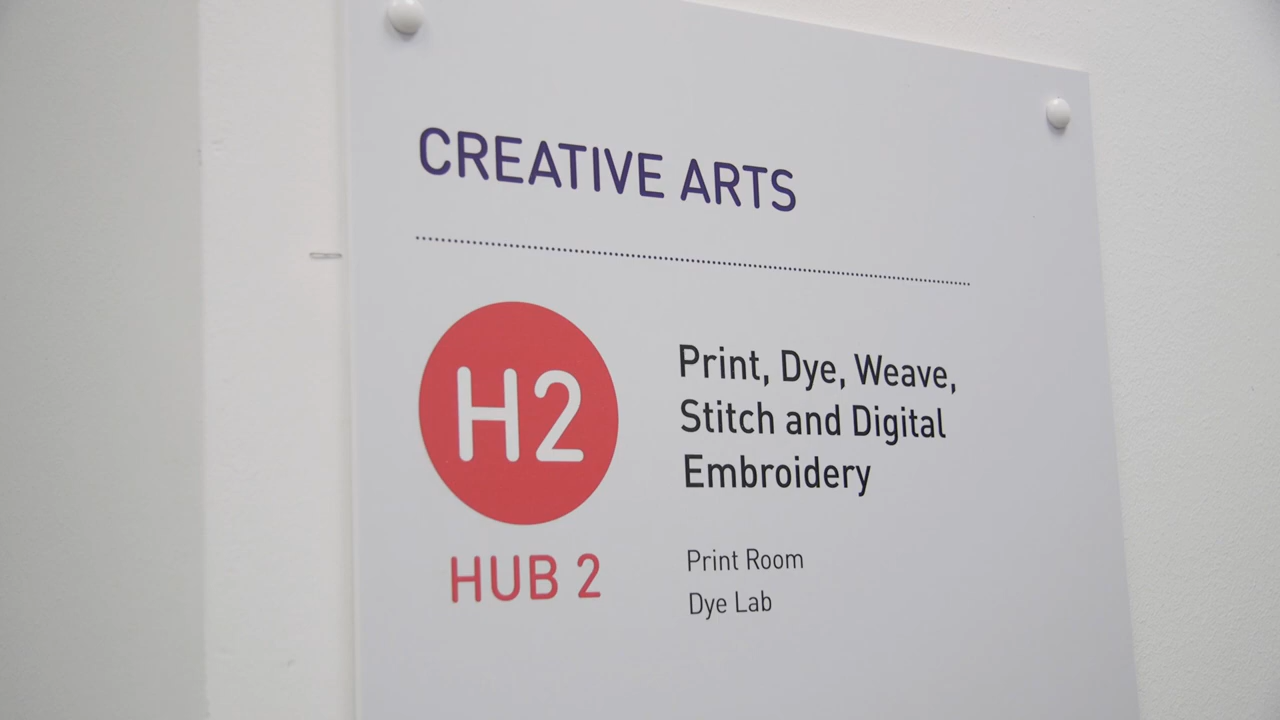 CREATIVE ARTS
H2
HUB 2
Print, Dye, Weave,
Stitch and Digital
Embroidery
Print Room
Dye Lab